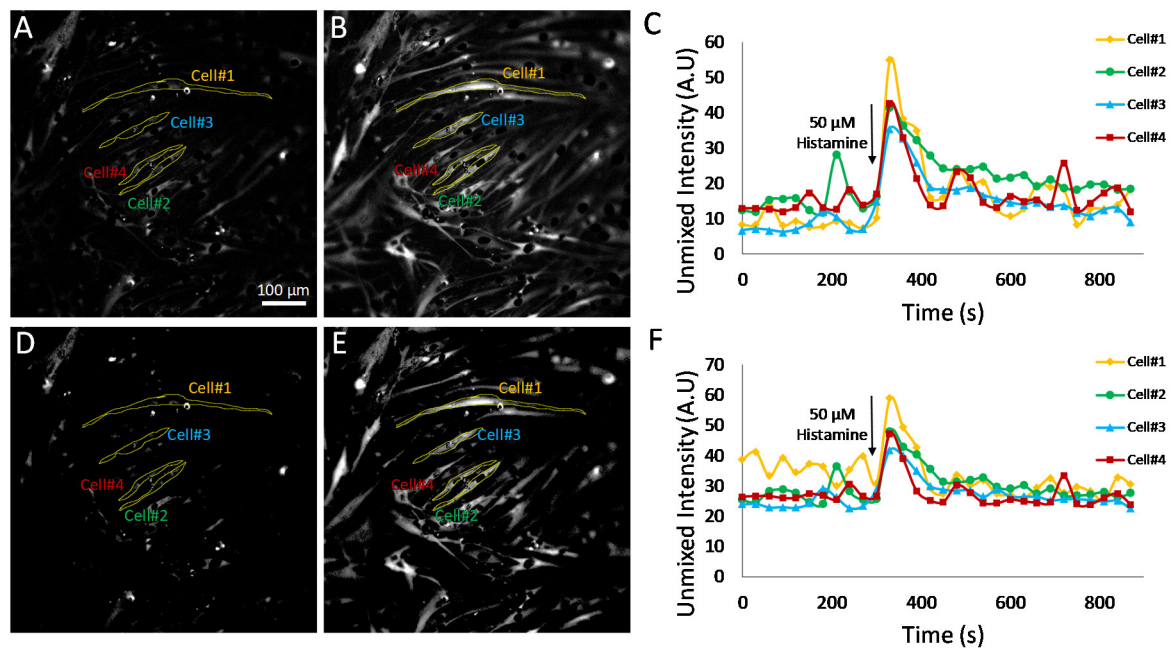 A
Cell#1
Cell#3
Cell#4
Cell#2
100 µm
B
Cell#1
Cell#3
Cell#4
Cell#2
C
Unmixed Intensity (A.U)
60
50
40
30
20
10
0
50 µM
Histamine
0
200
400
600
800
Time (s)
Cell#1
Cell#2
Cell#3
Cell#4
D
Cell#1
Cell#3
Cell#4
Cell#2
E
Cell#1
Cell#3
Cell#4
Cell#2
F
Unmixed Intensity (A.U)
70
60
50
40
30
20
10
0
50 µM
Histamine
0
200
400
600
800
Time (s)
Cell#1
Cell#2
Cell#3
Cell#4